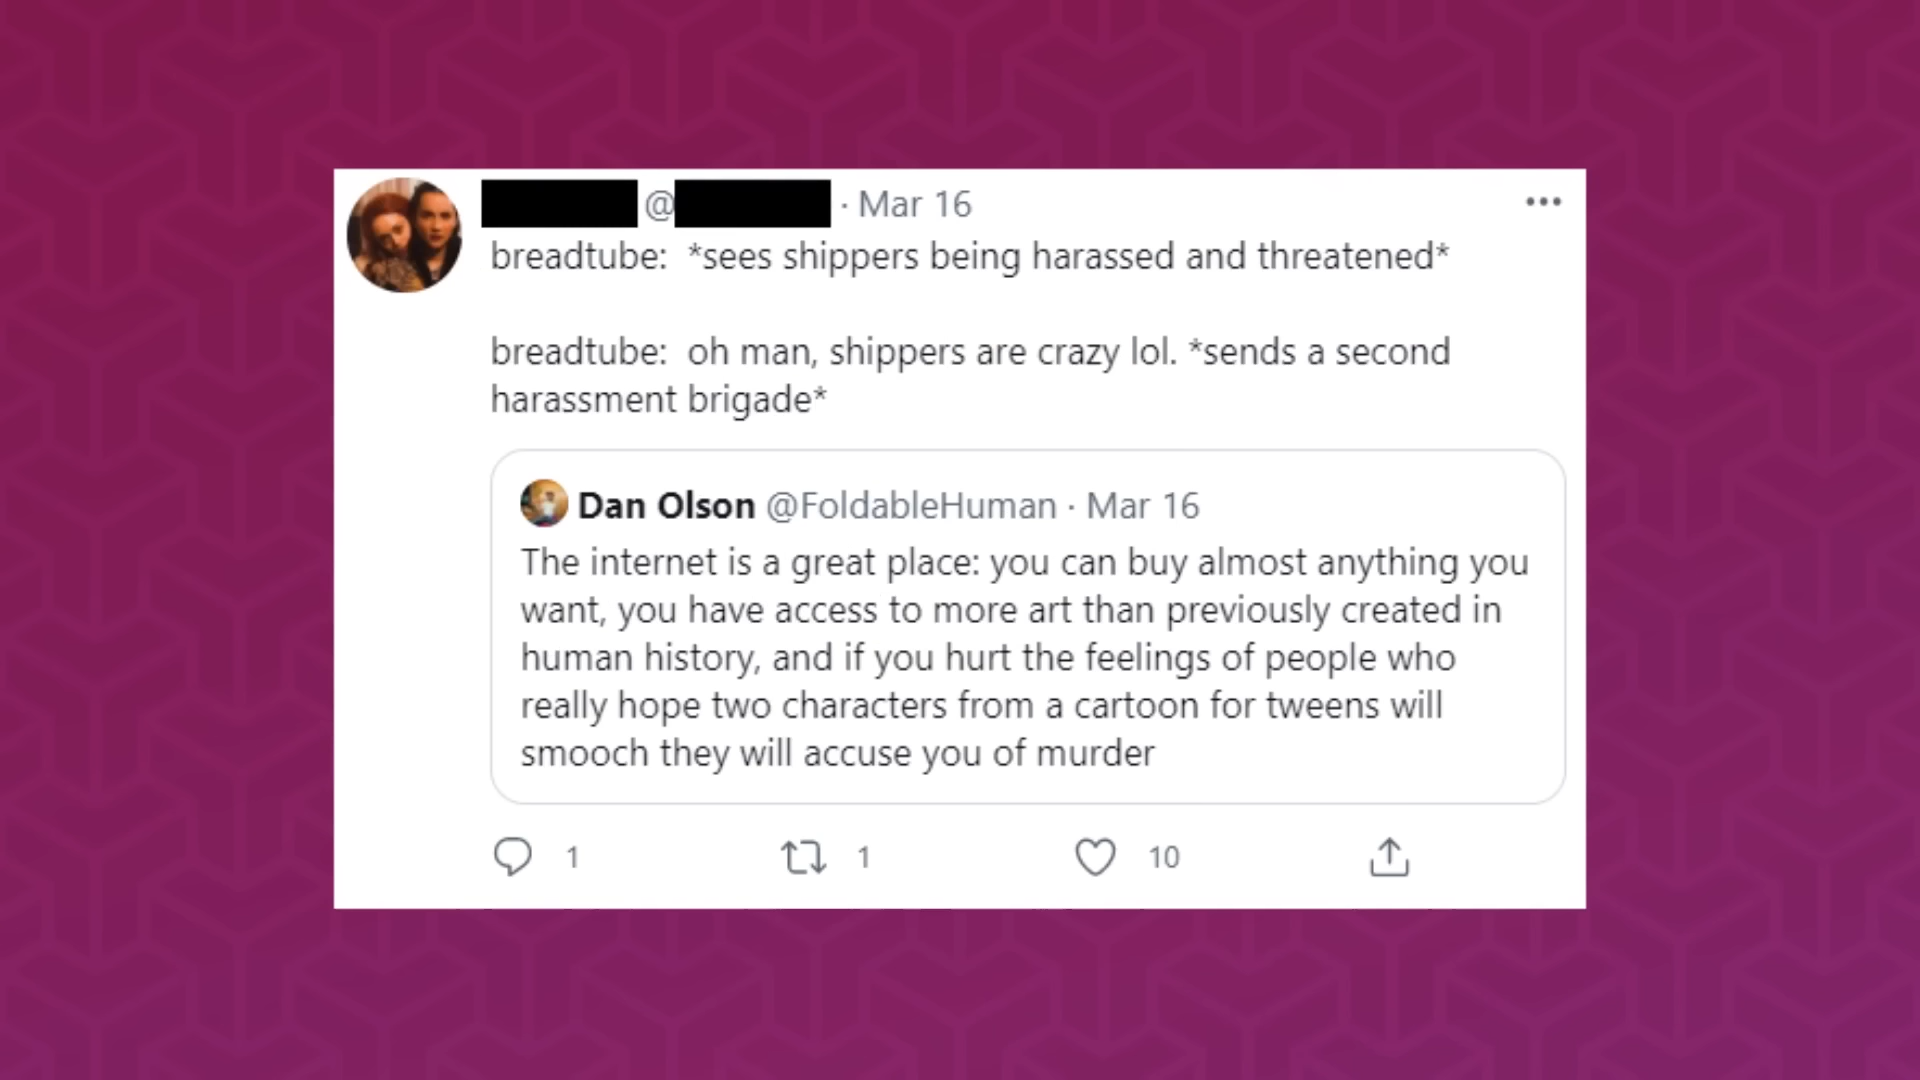 @ · Mar 16
breadtube:  *sees shippers being harassed and threatened*
breadtube:  oh man, shippers are crazy lol. *sends a second
harassment brigade*
Dan Olson @FoldableHuman · Mar 16
The internet is a great place: you can buy almost anything you
want, you have access to more art than previously created in
human history, and if you hurt the feelings of people who
really hope two characters from a cartoon for tweens will
smooch they will accuse you of murder
1 1 10